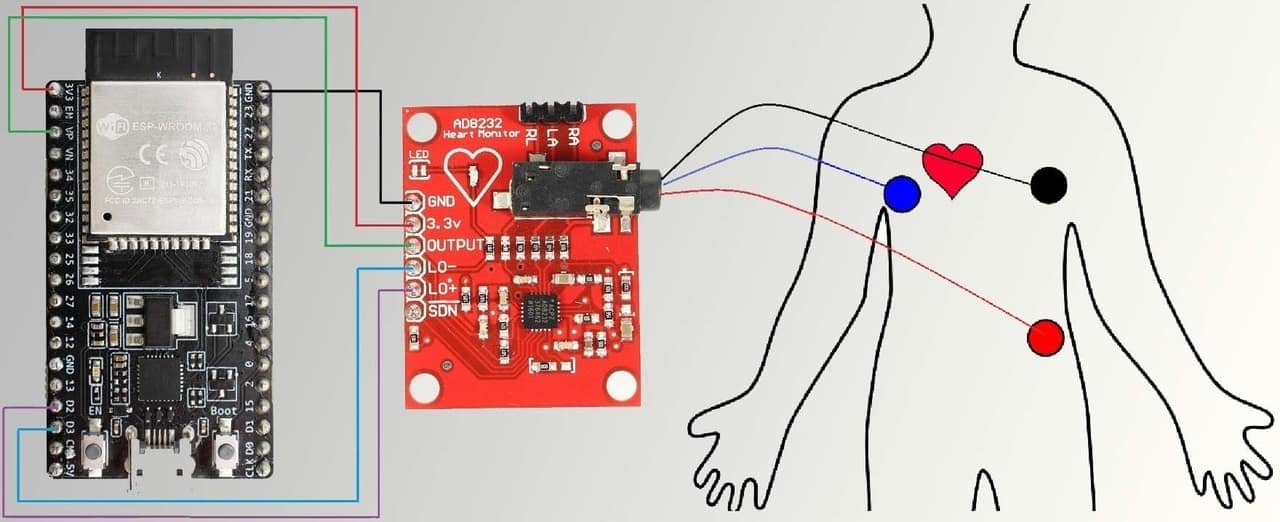 K
WiFi ESP-WROOM-32
CE
3V3
EN
VP
VN
34
35
32
33
25
26
27
14
12
GND
13
D2
D3
CMD
5V
GND
23
22
TX
RX
21
GND
19
18
5
17
16
4
0
2
15
D1
D0
CLK
EN
Boot
AD8232
Heart Monitor
RL
LA
RA
LED
GND
3.3v
OUTPUT
LO-
LO+
SDN